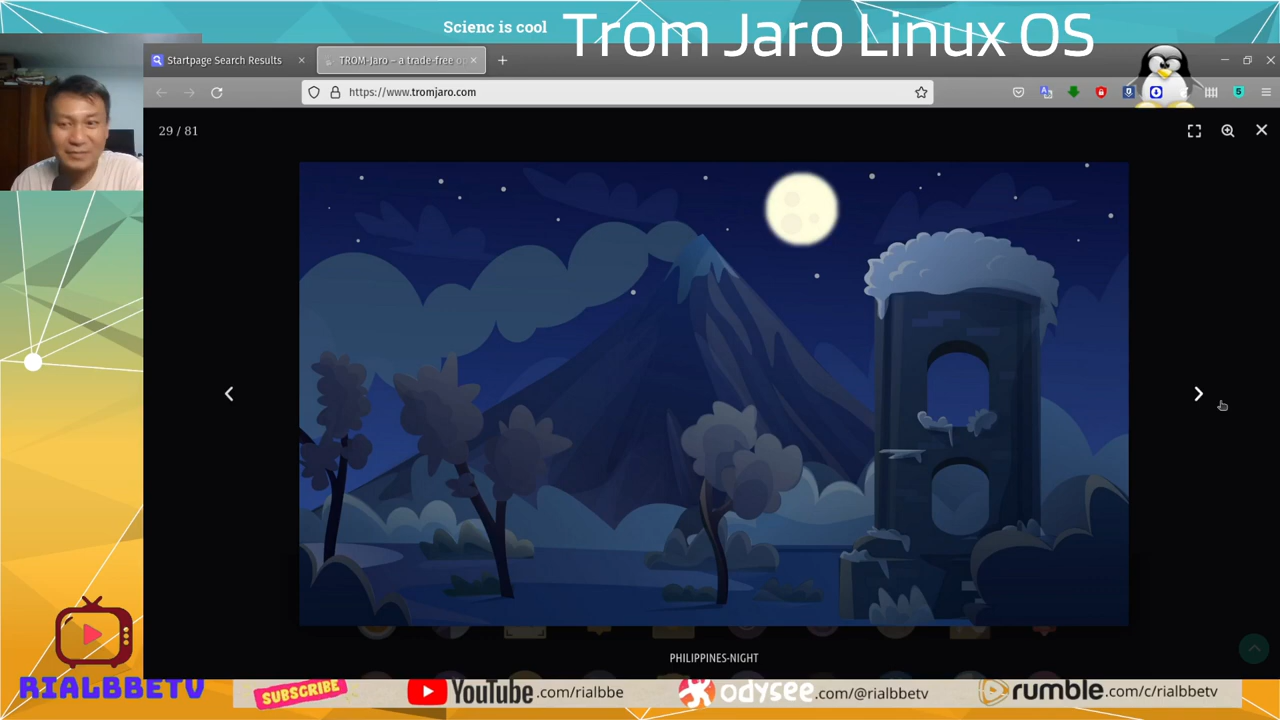 Scienc is cool
Trom Jaro Linux OS
Startpage Search Results
TROM-Jaro – a trade-free o
https://www.tromjaro.com
5
29 / 81
PHILIPPINES-NIGHT
RIALBBETV
SUBSCRIBE
YouTube.com/rialbbe
odysee.com/@rialbbetv
rumble.com/c/rialbbetv